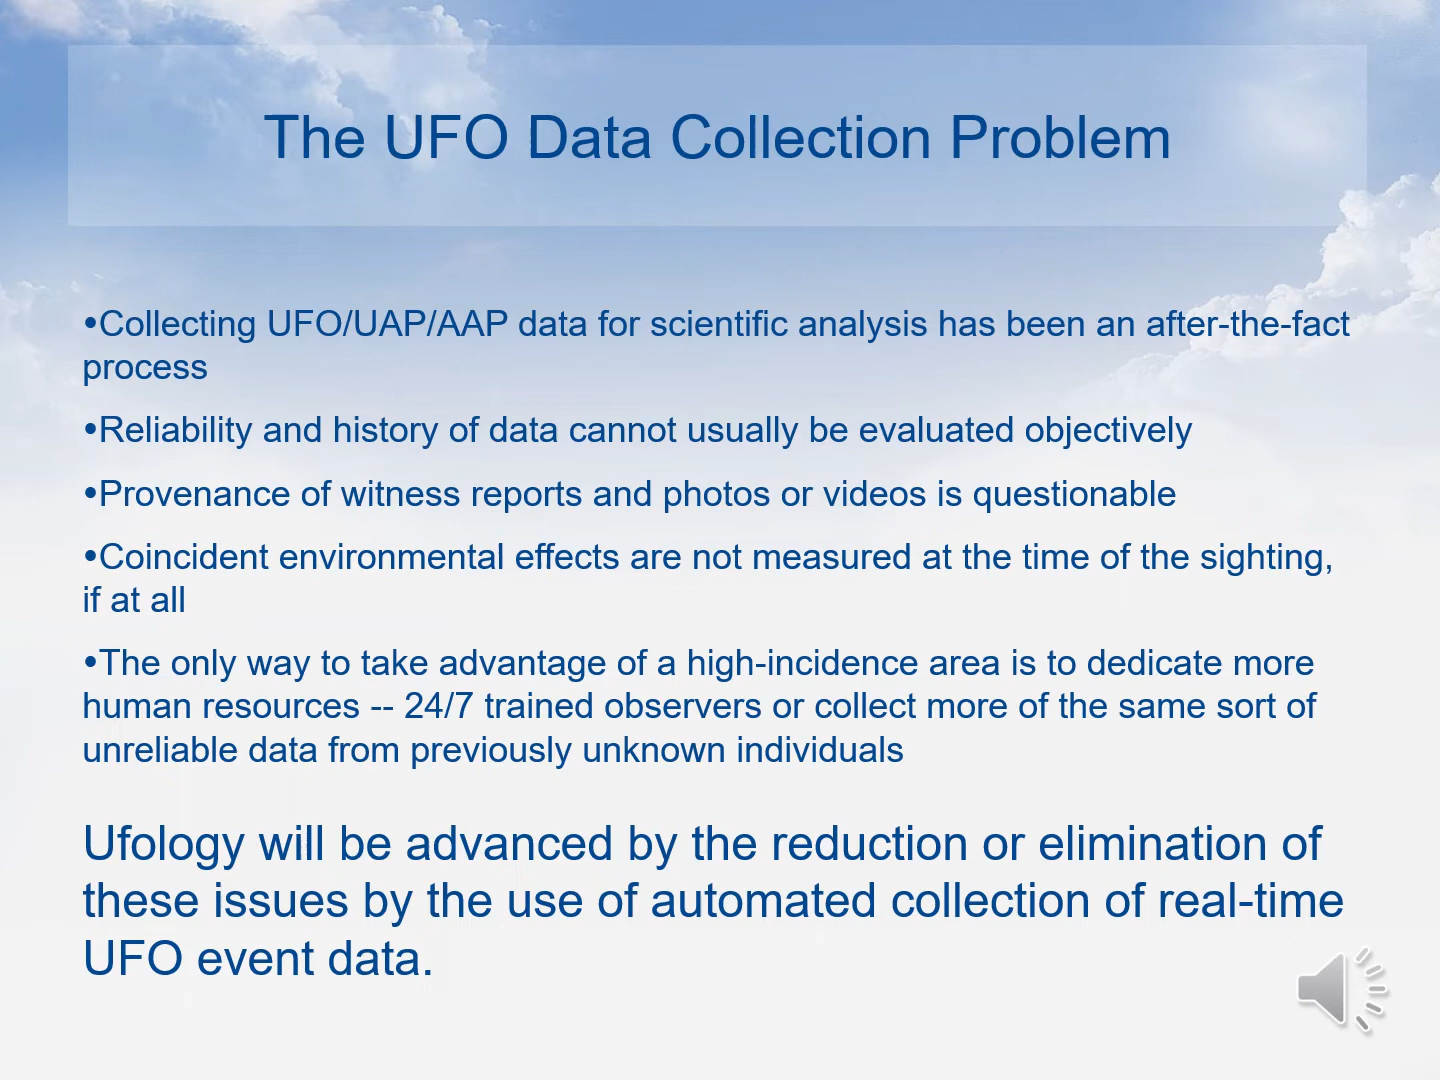 The UFO Data Collection Problem
•Collecting UFO/UAP/AAP data for scientific analysis has been an after-the-fact
process
•Reliability and history of data cannot usually be evaluated objectively
•Provenance of witness reports and photos or videos is questionable
•Coincident environmental effects are not measured at the time of the sighting,
if at all
•The only way to take advantage of a high-incidence area is to dedicate more
human resources -- 24/7 trained observers or collect more of the same sort of
unreliable data from previously unknown individuals
Ufology will be advanced by the reduction or elimination of
these issues by the use of automated collection of real-time
UFO event data.